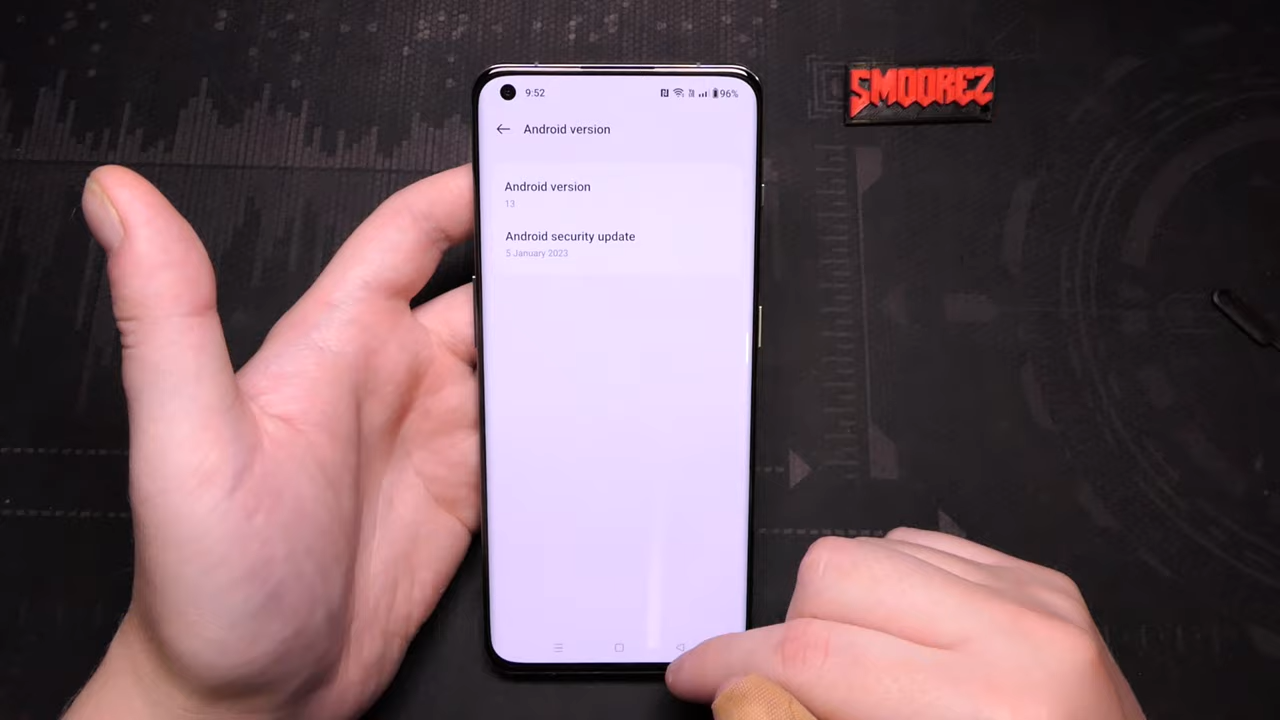 9:52
96%
Android version
Android version
13
Android security update
5 January 2023
SMOOREZ